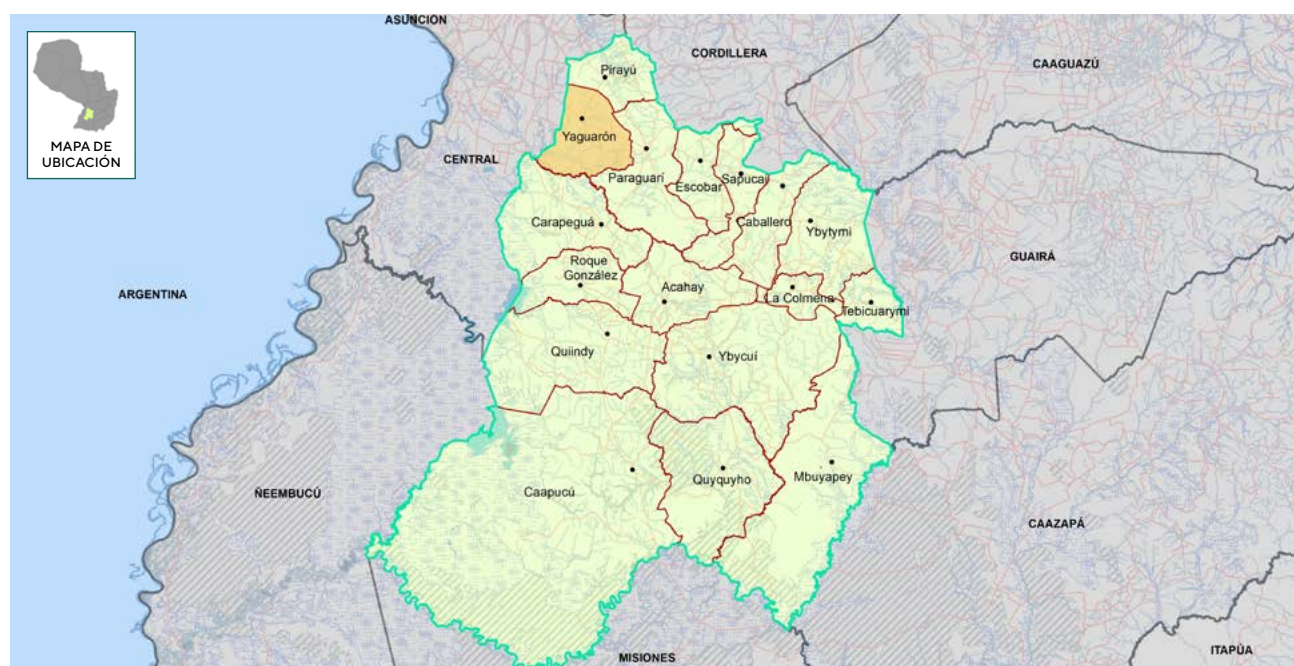 ASUNCIÓN
CORDILLERA
CAAGUAZÚ
MAPA DE
UBICACIÓN
Pirayú
Yaguarón
CENTRAL
Paraguarí
Escobar
Sapucai
Carapeguá
Caballero
Ybytymi
GUAIRÁ
Roque
González
Acahay
La Colmena
Tebicuarymi
ARGENTINA
Quiindy
Ybycuí
ÑEEMBUCÚ
Caapucú
Quyquyho
Mbuyapey
CAAZAPÁ
MISIONES
ITAPÚA